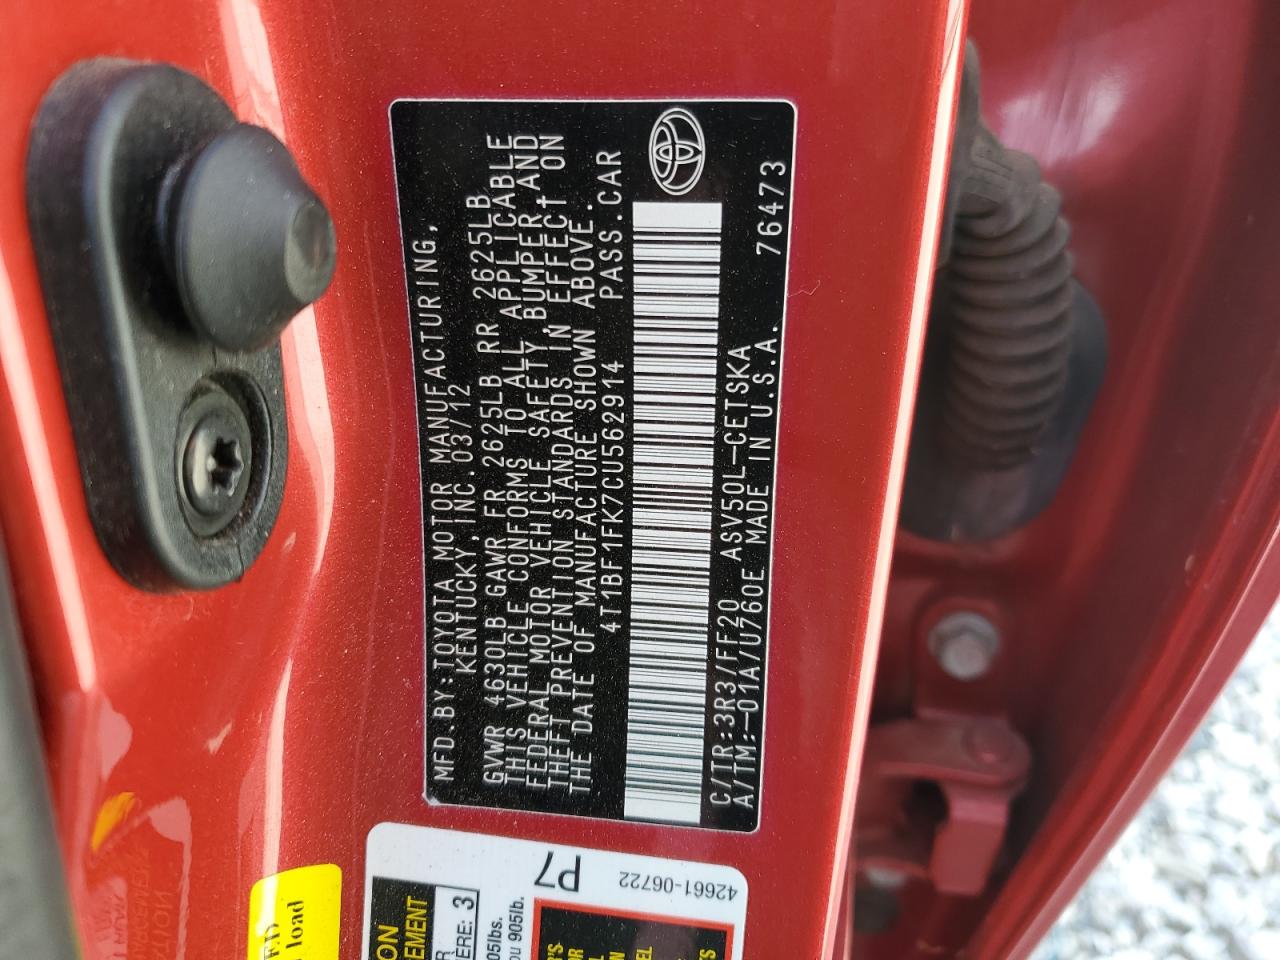 MFD.BY:TOYOTA MOTOR MANUFACTURING,
KENTUCKY,INC.03/12
GVWR 4630LB GAWR FR 2625LB RR 2625LB
THIS VEHICLE CONFORMS TO ALL APPLICABLE
FEDERAL MOTOR VEHICLE SAFETY,BUMPER,AND
THEFT PREVENTION STANDARDS IN EFFECT ON
THE DATE OF MANUFACTURE SHOWN ABOVE.
4T1BF1FK7CU562914 PASS.CAR
C/TR:3R3/FF20 ASV50L-CETSKA
A/TM:-01A/U760E MADE IN U.S.A. 76473
P7
42661-06722
3
905lb.
load